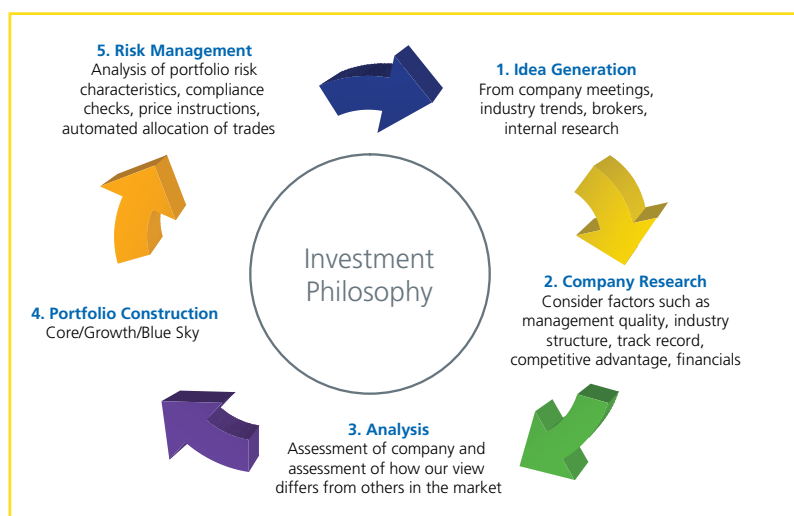 5. Risk Management
Analysis of portfolio risk
characteristics, compliance
checks, price instructions,
automated allocation of trades
1. Idea Generation
From company meetings,
industry trends, brokers,
internal research
Investment
Philosophy
2. Company Research
Consider factors such as
management quality, industry
structure, track record,
competitive advantage, financials
4. Portfolio Construction
Core/Growth/Blue Sky
3. Analysis
Assessment of company and
assessment of how our view
differs from others in the market